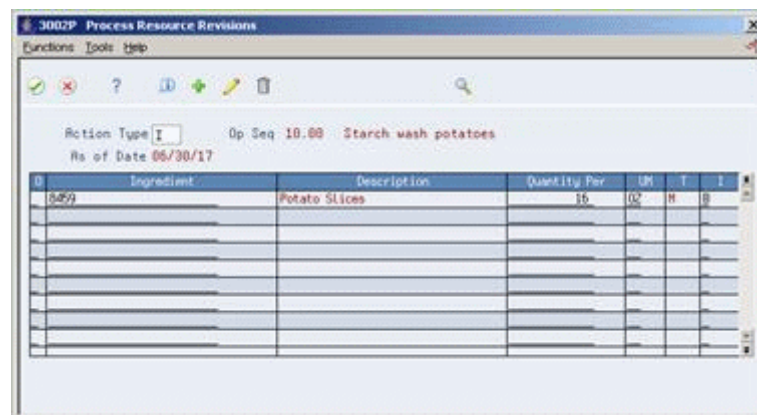 3002P Process Resource Revisions
Functions Tools Help
?
Action Type I Op Seq 10.00 Starch wash potatoes
As of Date 06/30/17
O Ingredient Description Quantity Per UM T I
8459 Potato Slices 16 OZ M B